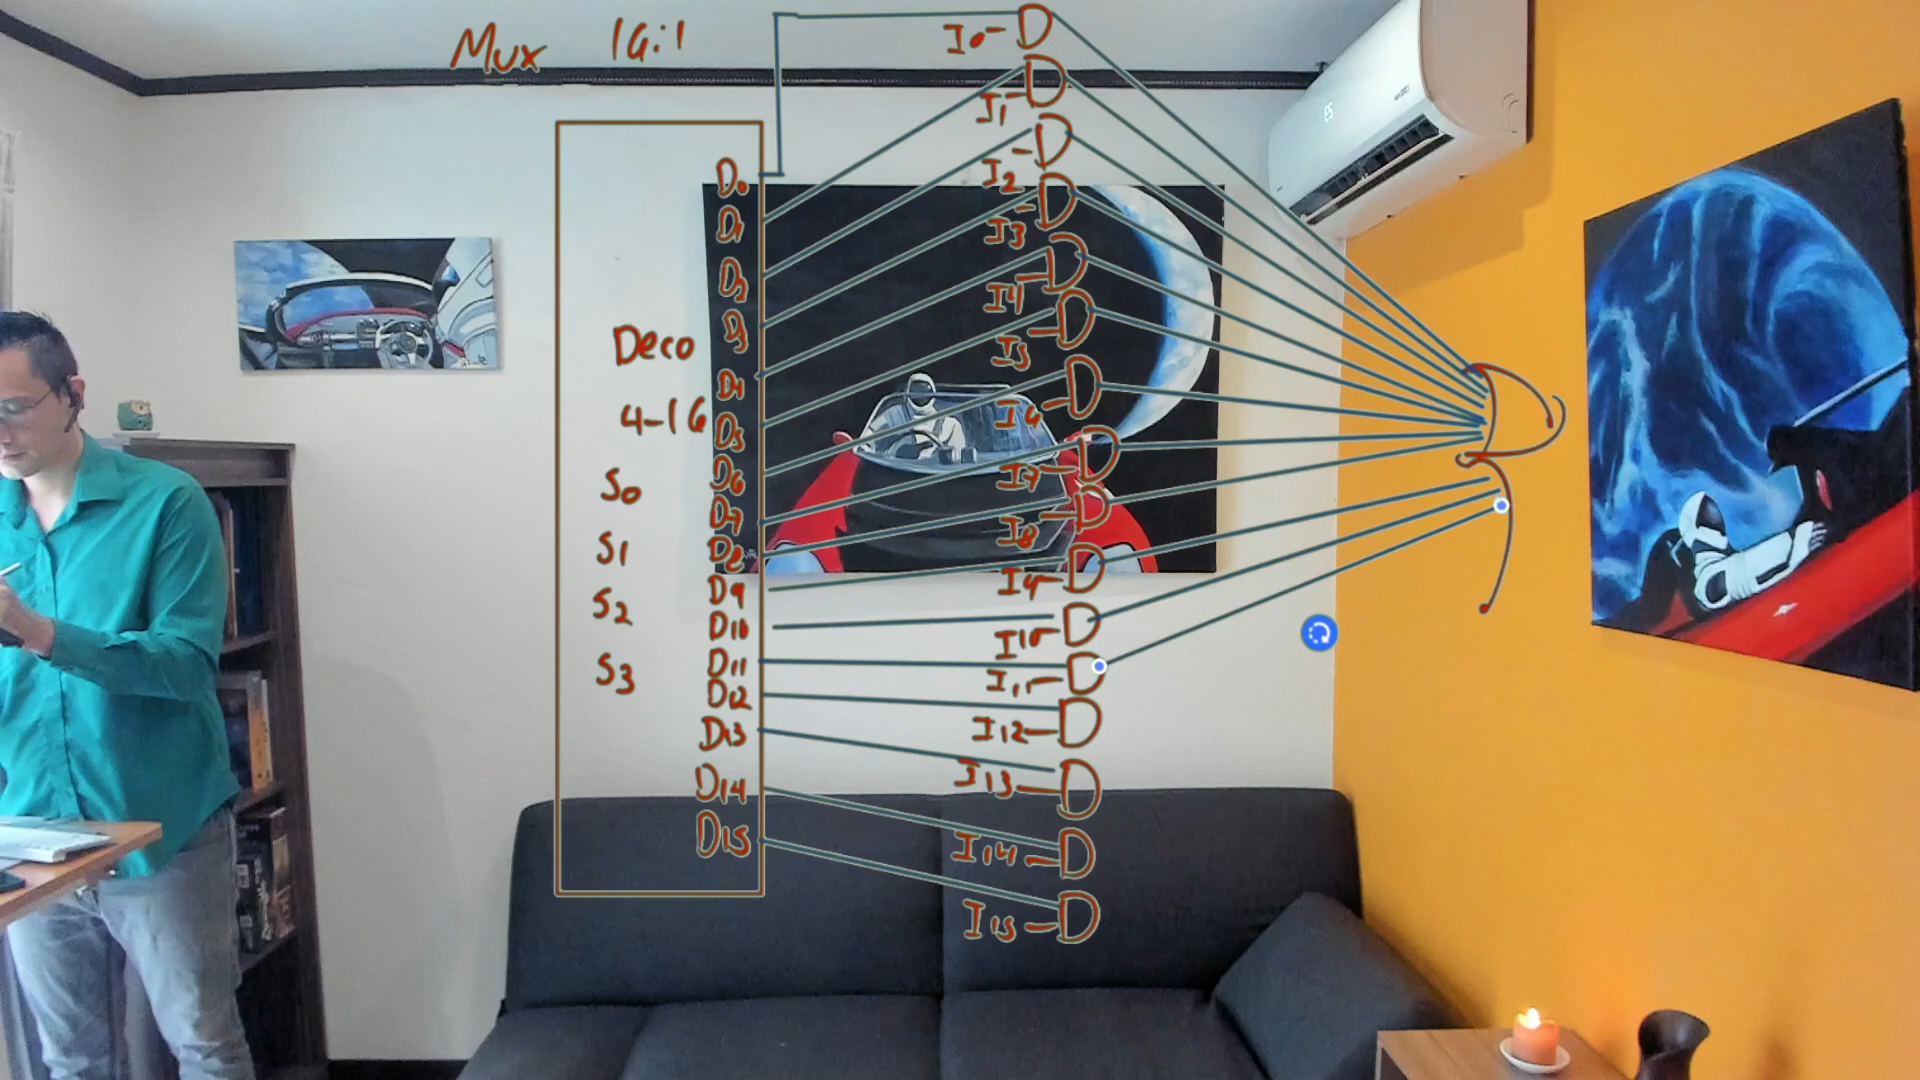 Mux 16:1
Deco
4-16
S0
S1
S2
S3
D0
D1
D2
D3
D4
D5
D6
D7
D8
D9
D10
D11
D12
D13
D14
D15
I0
I1
I2
I3
I4
I5
I6
I7
I8
I9
I10
I11
I12
I13
I14
I15